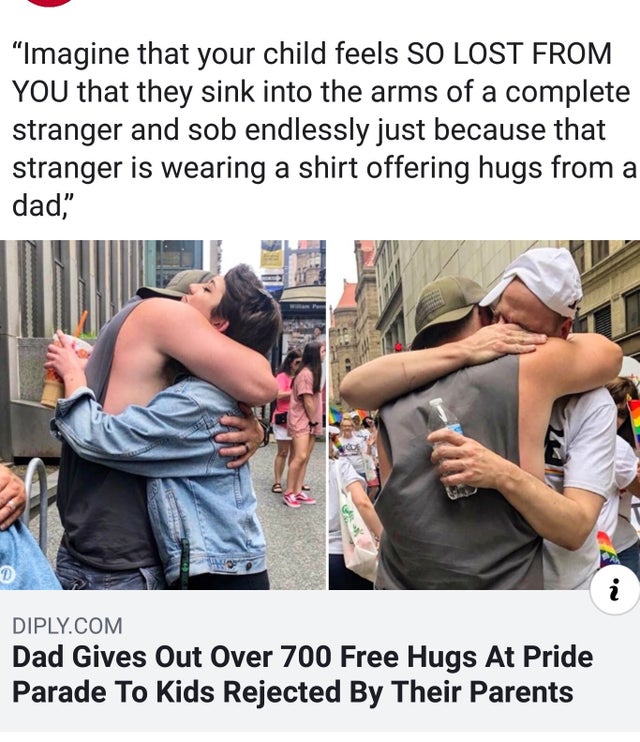 “Imagine that your child feels SO LOST FROM
YOU that they sink into the arms of a complete
stranger and sob endlessly just because that
stranger is wearing a shirt offering hugs from a
dad,”
William Penn
D
i
DIPLY.COM
Dad Gives Out Over 700 Free Hugs At Pride
Parade To Kids Rejected By Their Parents